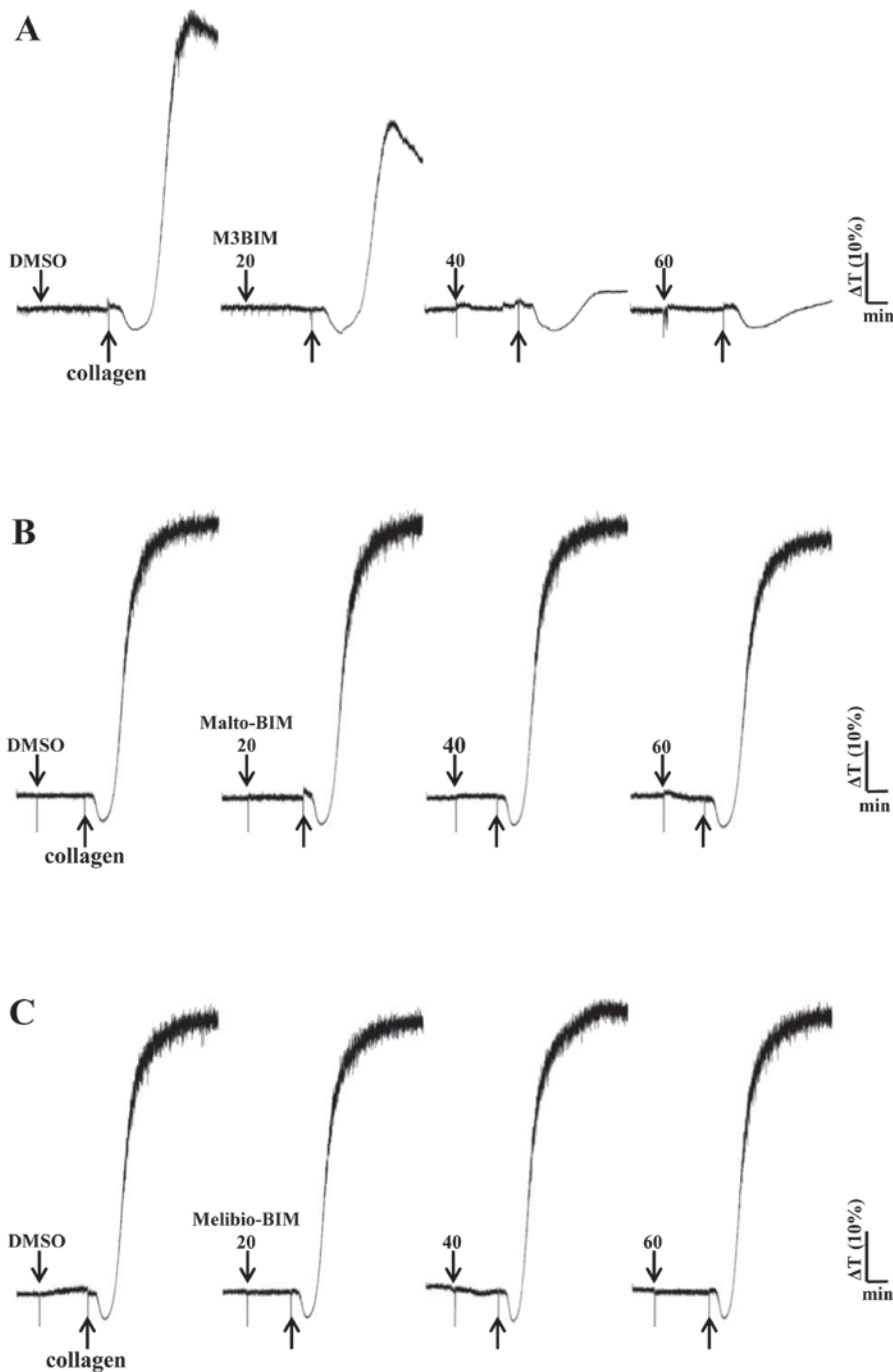 A
DMSO
M3BIM
20
40
60
ΔT (10%)
min
collagen
B
DMSO
Malto-BIM
20
40
60
ΔT (10%)
min
collagen
C
DMSO
Melibio-BIM
20
40
60
ΔT (10%)
min
collagen